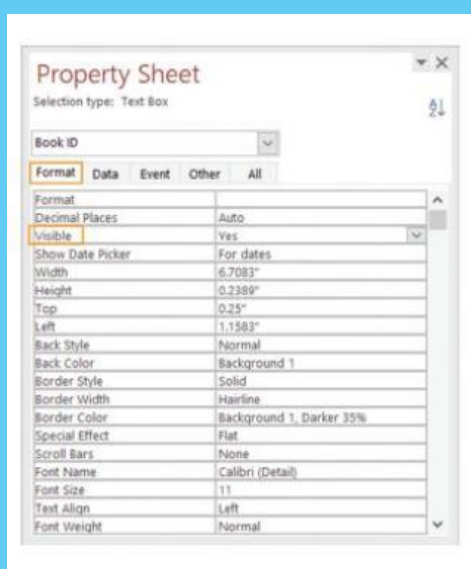 Property Sheet
Selection type: Text Box
Book ID
Format Data Event Other All
Format
Decimal Places Auto
Visible Yes
Show Date Picker For dates
Width 6.7083"
Height 0.2389"
Top 0.25"
Left 1.1583"
Back Style Normal
Back Color Background 1
Border Style Solid
Border Width Hairline
Border Color Background 1, Darker 35%
Special Effect Flat
Scroll Bars None
Font Name Calibri (Detail)
Font Size 11
Text Align Left
Font Weight Normal